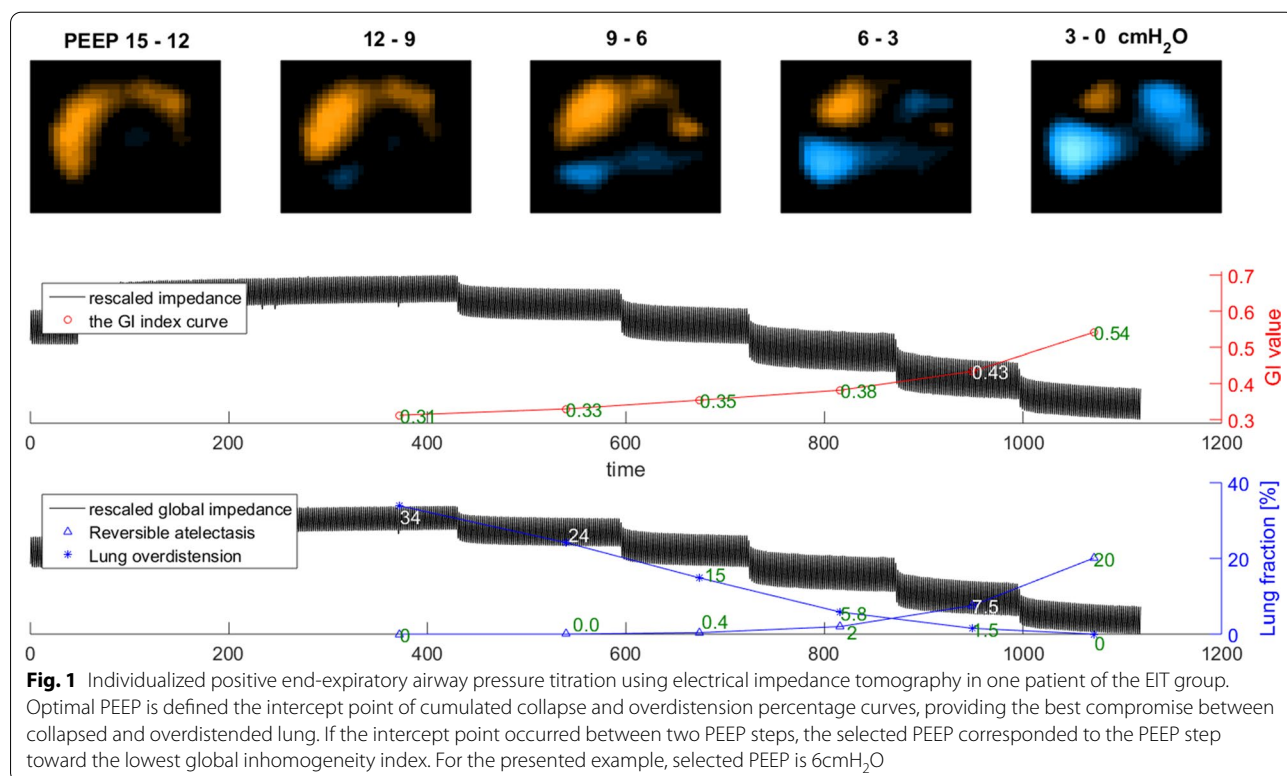 PEEP 15 - 12 12 - 9 9 - 6 6 - 3 3 - 0 cmH₂O
rescaled impedance
the GI index curve
0.31 0.33 0.35 0.38 0.43 0.54
0.7
0.6
0.5
0.4
0.3
GI value
0 200 400 600 800 1000 1200
time
rescaled global impedance
Reversible atelectasis
Lung overdistension
34 24 15 5.8 7.5 20
0 0.0 0.4 2 1.5 0
40
20
0
Lung fraction [%]
0 200 400 600 800 1000 1200
Fig. 1 Individualized positive end-expiratory airway pressure titration using electrical impedance tomography in one patient of the EIT group.
Optimal PEEP is defined the intercept point of cumulated collapse and overdistension percentage curves, providing the best compromise between
collapsed and overdistended lung. If the intercept point occurred between two PEEP steps, the selected PEEP corresponded to the PEEP step
toward the lowest global inhomogeneity index. For the presented example, selected PEEP is 6cmH₂O